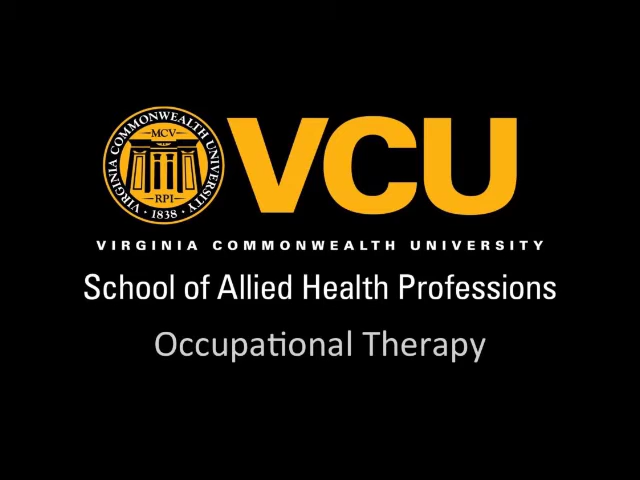 VIRGINIA COMMONWEALTH UNIVERSITY
MCV
RPI
· 1838 ·
VCU
VIRGINIA COMMONWEALTH UNIVERSITY
School of Allied Health Professions
Occupational Therapy